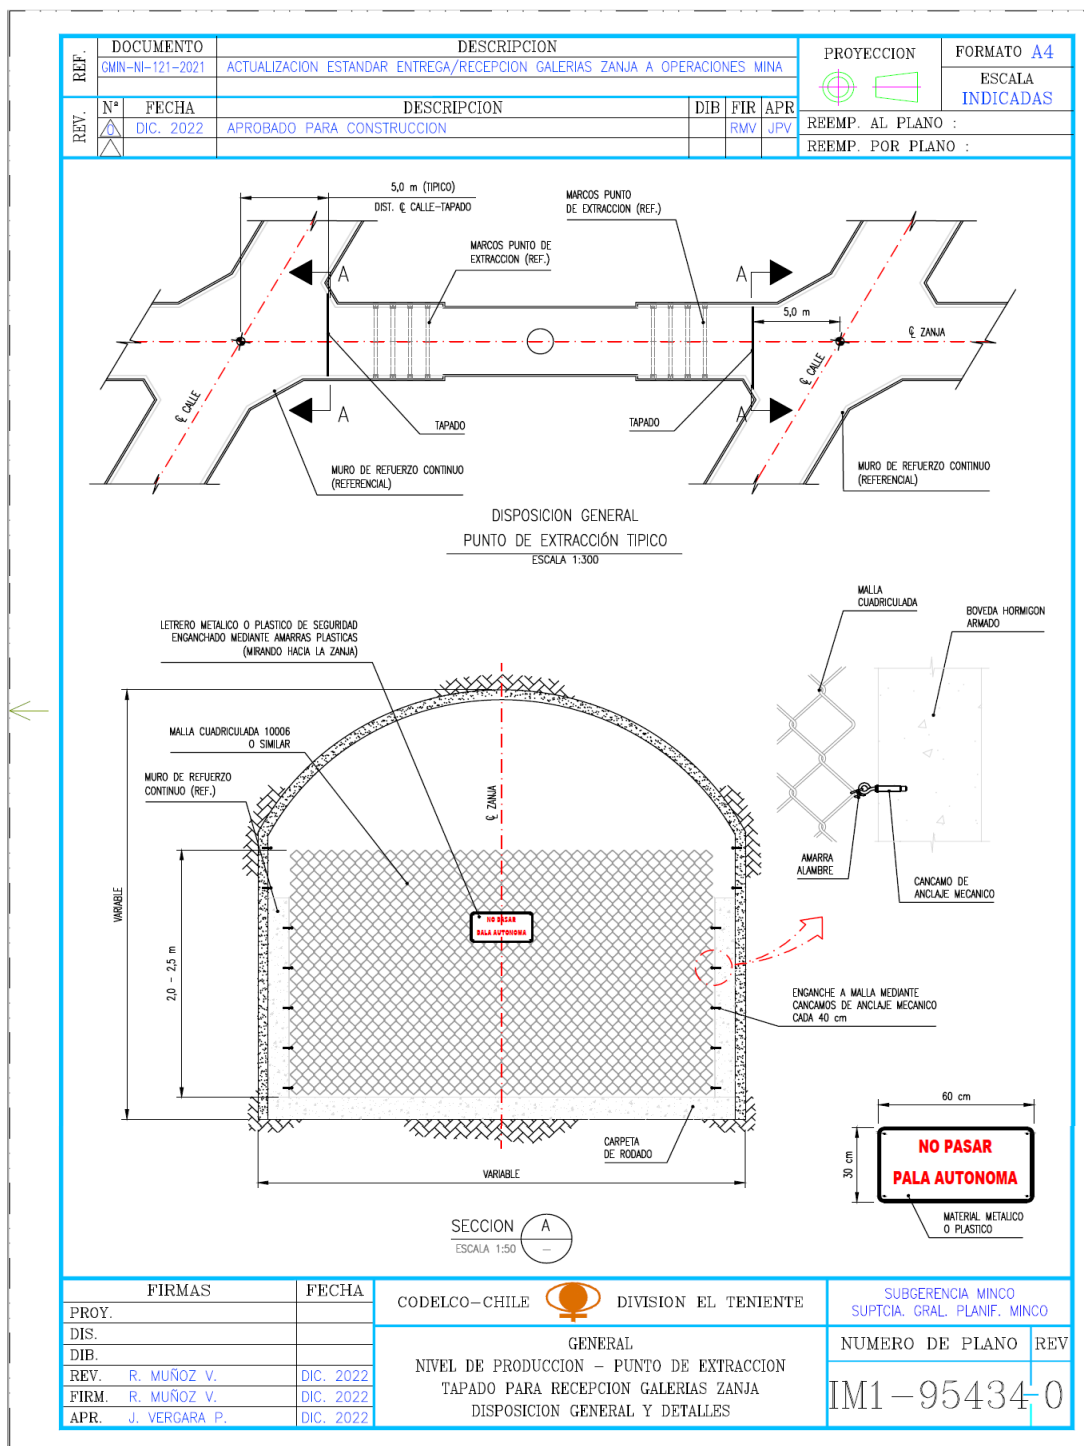 REF.
DOCUMENTO DESCRIPCION
GMIN-NI-121-2021 ACTUALIZACION ESTANDAR ENTREGA/RECEPCION GALERIAS ZANJA A OPERACIONES MINA
REV.
Nª FECHA DESCRIPCION DIB FIR APR
0 DIC. 2022 APROBADO PARA CONSTRUCCION RMV JPV
PROYECCION
FORMATO A4
ESCALA
INDICADAS
REEMP. AL PLANO :
REEMP. POR PLANO :
5,0 m (TIPICO)
DIST. ℄ CALLE-TAPADO
MARCOS PUNTO
DE EXTRACCION (REF.)
MARCOS PUNTO DE
EXTRACCION (REF.)
A
A
5,0 m
℄ ZANJA
℄ CALLE
℄ CALLE
A
A
TAPADO
TAPADO
MURO DE REFUERZO CONTINUO
(REFERENCIAL)
MURO DE REFUERZO CONTINUO
(REFERENCIAL)
DISPOSICION GENERAL
PUNTO DE EXTRACCIÓN TIPICO
ESCALA 1:300
LETRERO METALICO O PLASTICO DE SEGURIDAD
ENGANCHADO MEDIANTE AMARRAS PLASTICAS
(MIRANDO HACIA LA ZANJA)
MALLA CUADRICULADA 10006
O SIMILAR
MURO DE REFUERZO
CONTINUO (REF.)
℄ ZANJA
VARIABLE
2,0 - 2,5 m
NO PASAR
PALA AUTONOMA
MALLA
CUADRICULADA
BOVEDA HORMIGON
ARMADO
AMARRA
ALAMBRE
CANCAMO DE
ANCLAJE MECANICO
ENGANCHE A MALLA MEDIANTE
CANCAMOS DE ANCLAJE MECANICO
CADA 40 cm
CARPETA
DE RODADO
VARIABLE
60 cm
30 cm
NO PASAR
PALA AUTONOMA
MATERIAL METALICO
O PLASTICO
SECCION A
ESCALA 1:50 -
FIRMAS FECHA
PROY.
DIS.
DIB.
REV. R. MUÑOZ V. DIC. 2022
FIRM. R. MUÑOZ V. DIC. 2022
APR. J. VERGARA P. DIC. 2022
CODELCO-CHILE DIVISION EL TENIENTE
GENERAL
NIVEL DE PRODUCCION - PUNTO DE EXTRACCION
TAPADO PARA RECEPCION GALERIAS ZANJA
DISPOSICION GENERAL Y DETALLES
SUBGERENCIA MINCO
SUPTCIA. GRAL. PLANIF. MINCO
NUMERO DE PLANO REV
IM1-95434 0